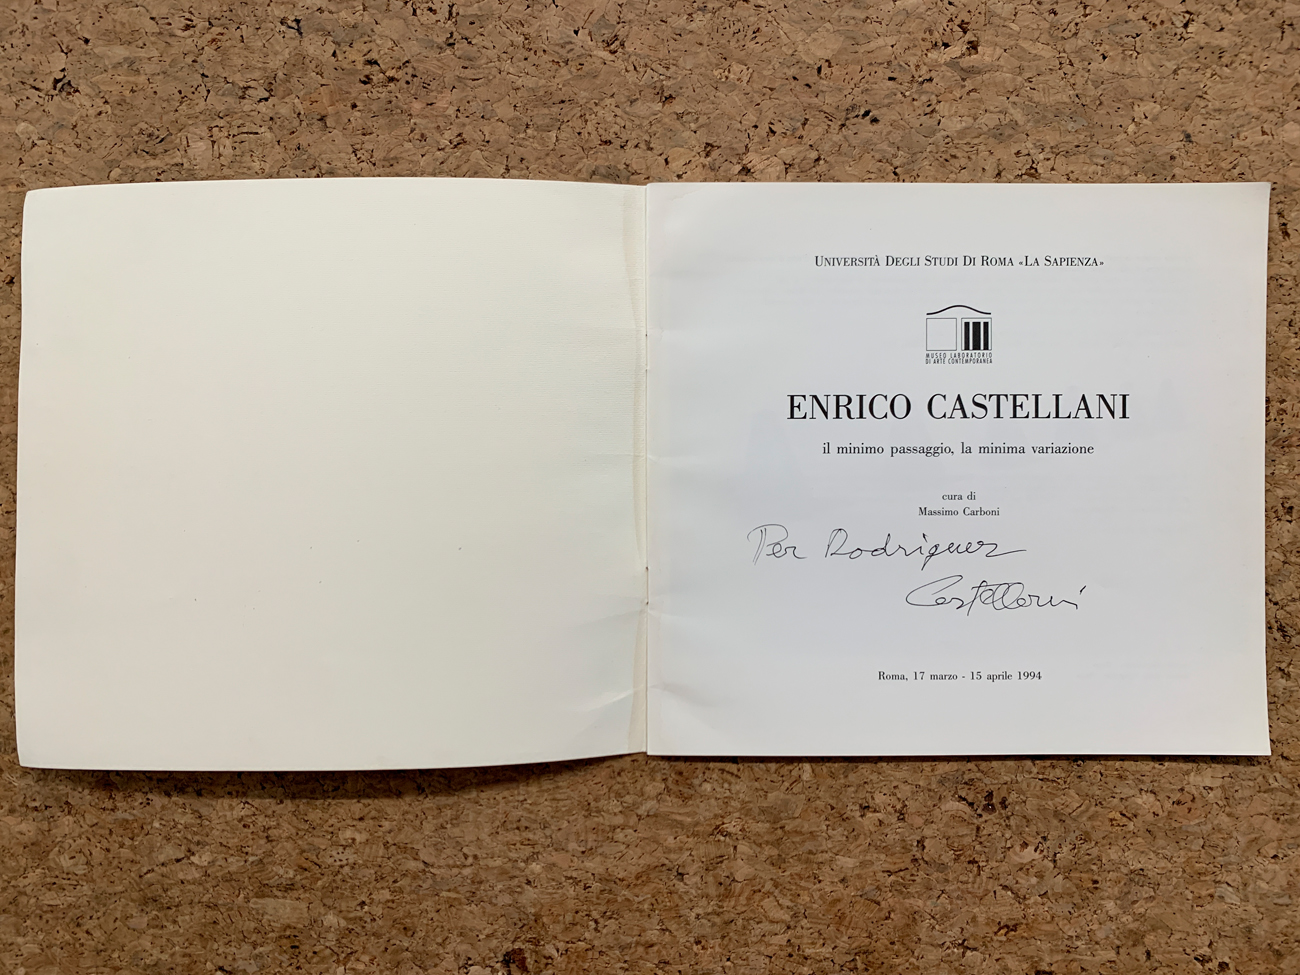 UNIVERSITÀ DEGLI STUDI DI ROMA «LA SAPIENZA»
MUSEO LABORATORIO
DI ARTE CONTEMPORANEA
ENRICO CASTELLANI
il minimo passaggio, la minima variazione
cura di
Massimo Carboni
Per Rodriguez
Castellani
Roma, 17 marzo - 15 aprile 1994